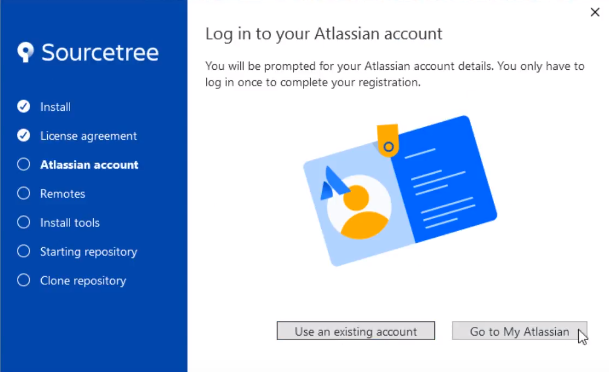 Sourcetree
Install
License agreement
Atlassian account
Remotes
Install tools
Starting repository
Clone repository
Log in to your Atlassian account
You will be prompted for your Atlassian account details. You only have to
log in once to complete your registration.
Use an existing account
Go to My Atlassian